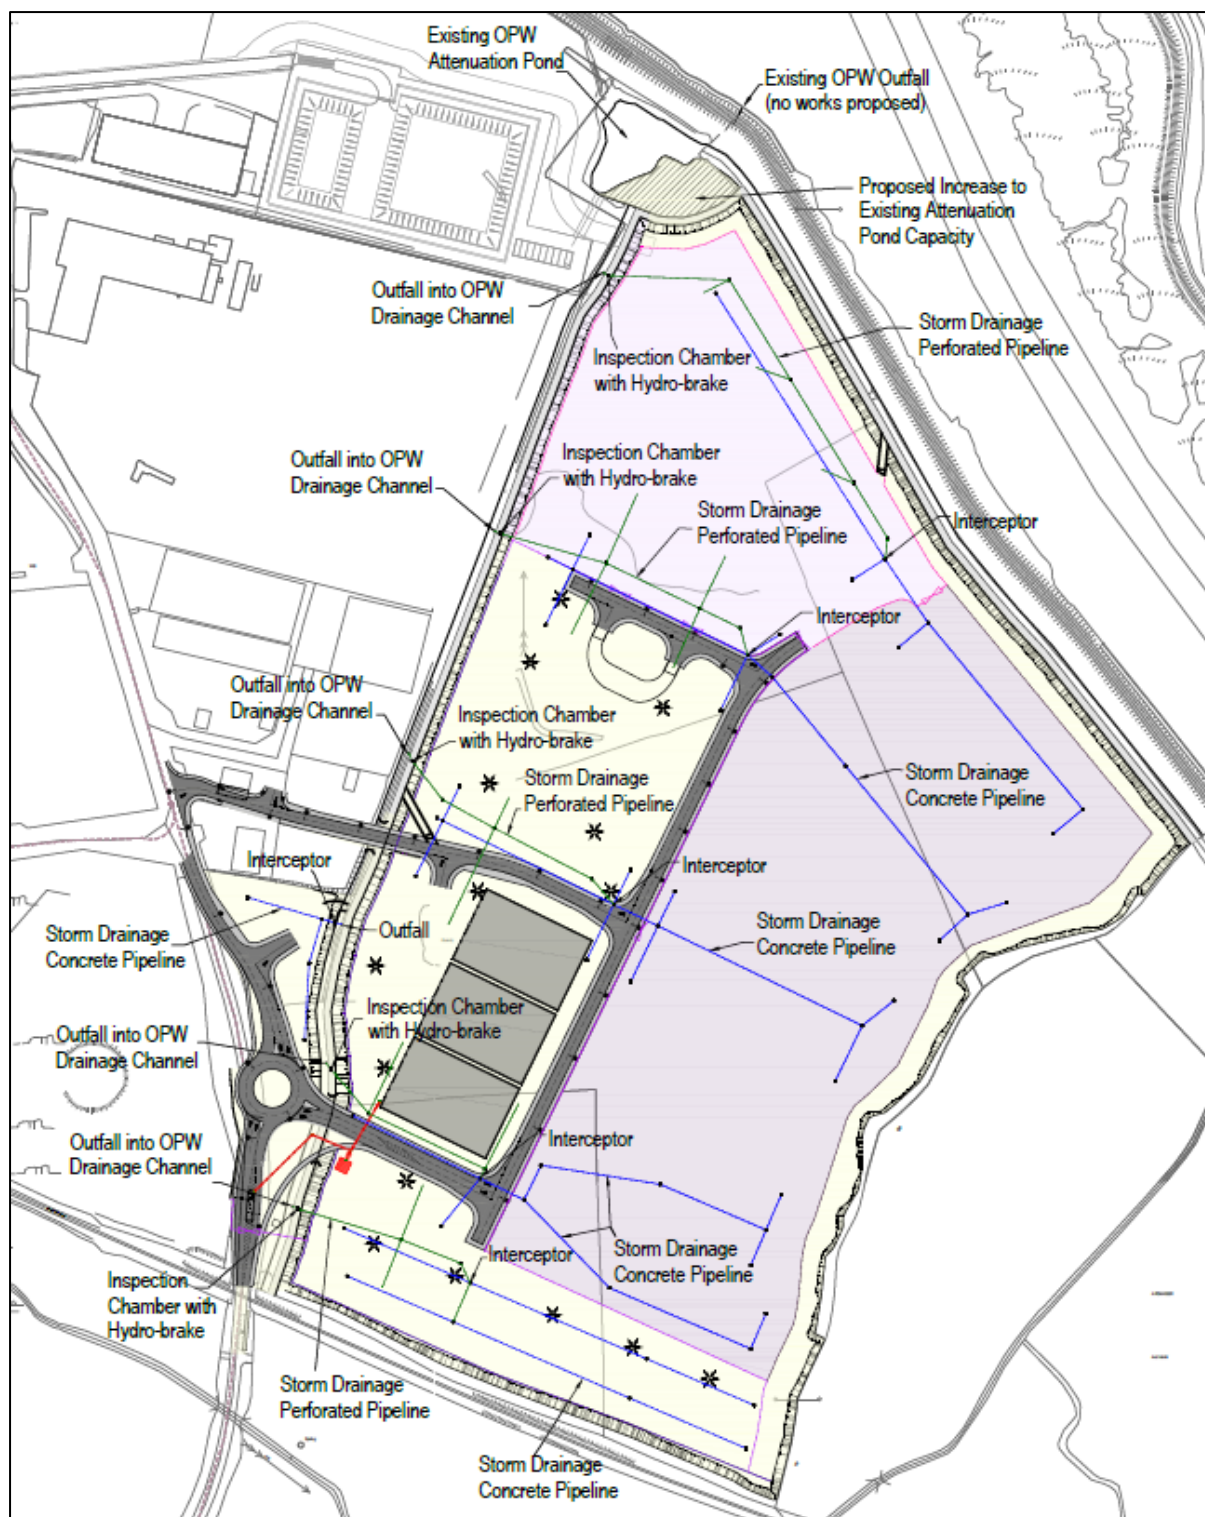 Existing OPW
Attenuation Pond
Existing OPW Outfall
(no works proposed)
Proposed Increase to
Existing Attenuation
Pond Capacity
Outfall into OPW
Drainage Channel
Storm Drainage
Perforated Pipeline
Inspection Chamber
with Hydro-brake
Outfall into OPW
Drainage Channel
Inspection Chamber
with Hydro-brake
Storm Drainage
Perforated Pipeline
Interceptor
Interceptor
Outfall into OPW
Drainage Channel
Inspection Chamber
with Hydro-brake
Storm Drainage
Perforated Pipeline
Storm Drainage
Concrete Pipeline
Interceptor
Interceptor
Outfall
Storm Drainage
Concrete Pipeline
Storm Drainage
Concrete Pipeline
Inspection Chamber
with Hydro-brake
Outfall into OPW
Drainage Channel
Interceptor
Outfall into OPW
Drainage Channel
Interceptor
Storm Drainage
Concrete Pipeline
Inspection
Chamber with
Hydro-brake
Storm Drainage
Perforated Pipeline
Storm Drainage
Concrete Pipeline